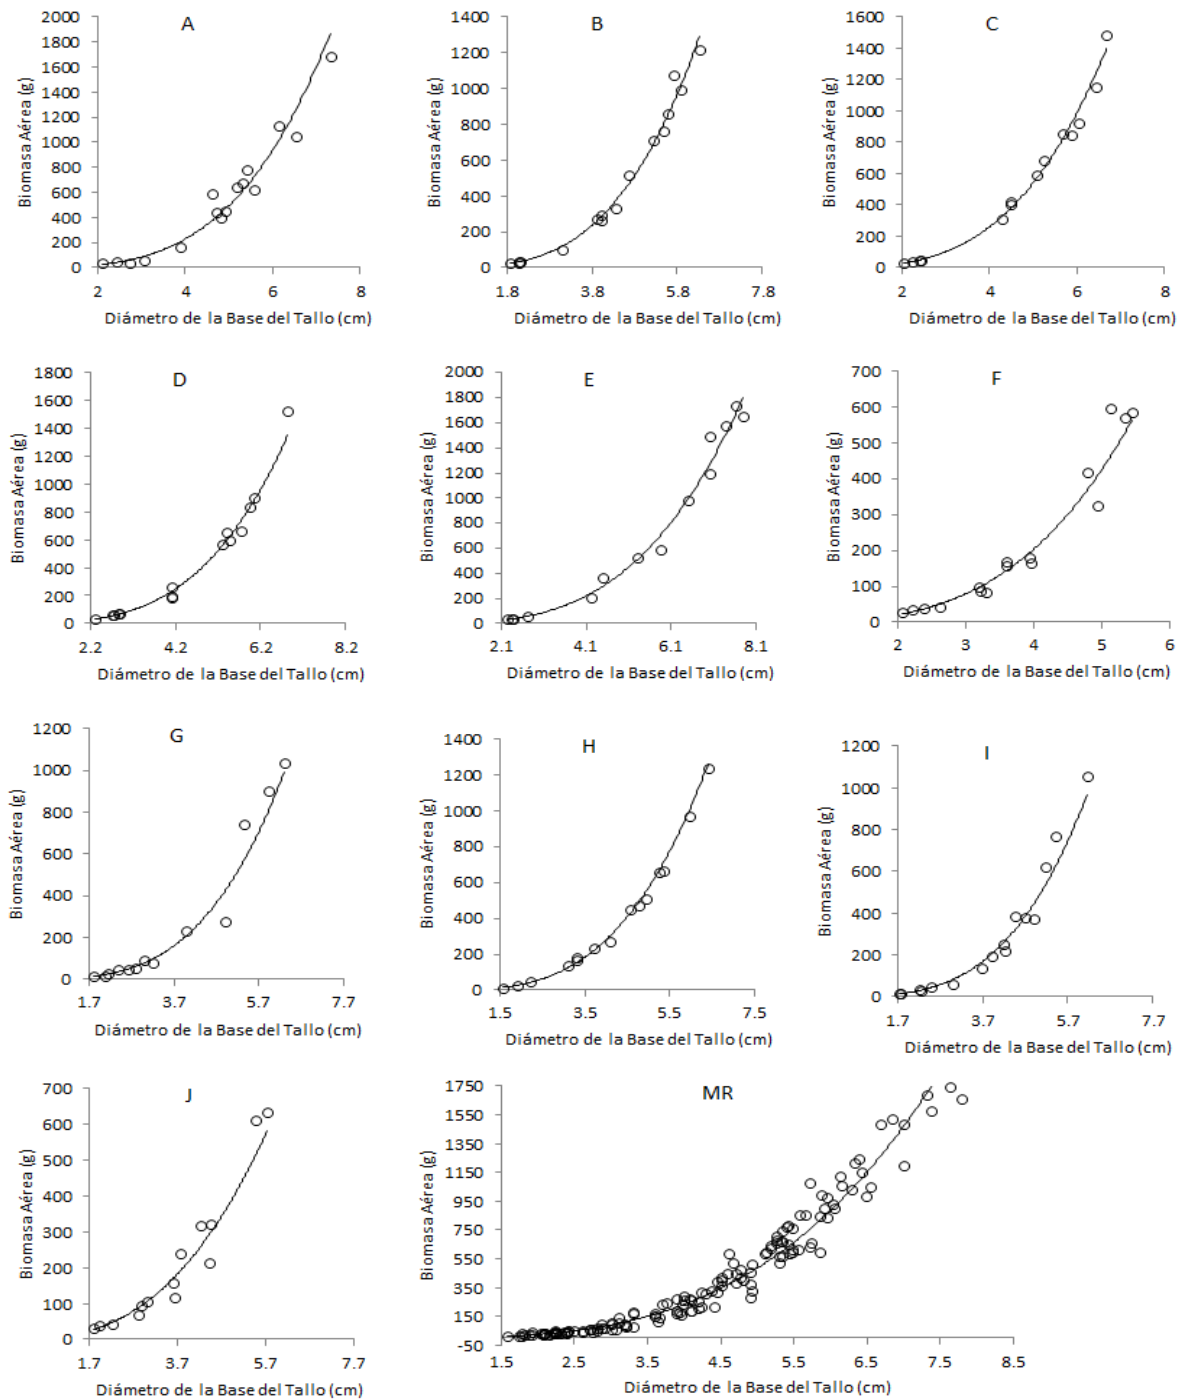 A
Biomasa Aérea (g)
2000
1800
1600
1400
1200
1000
800
600
400
200
0
2 4 6 8
Diámetro de la Base del Tallo (cm)
B
Biomasa Aérea (g)
1400
1200
1000
800
600
400
200
0
1.8 3.8 5.8 7.8
Diámetro de la Base del Tallo (cm)
C
Biomasa Aérea (g)
1600
1400
1200
1000
800
600
400
200
0
2 4 6 8
Diámetro de la Base del Tallo (cm)
D
Biomasa Aérea (g)
1800
1600
1400
1200
1000
800
600
400
200
0
2.2 4.2 6.2 8.2
Diámetro de la Base del Tallo (cm)
E
Biomasa Aérea (g)
2000
1800
1600
1400
1200
1000
800
600
400
200
0
2.1 4.1 6.1 8.1
Diámetro de la Base del Tallo (cm)
F
Biomasa Aérea (g)
700
600
500
400
300
200
100
0
2 3 4 5 6
Diámetro de la Base del Tallo (cm)
G
Biomasa Aérea (g)
1200
1000
800
600
400
200
0
1.7 3.7 5.7 7.7
Diámetro de la Base del Tallo (cm)
H
Biomasa Aérea (g)
1400
1200
1000
800
600
400
200
0
1.5 3.5 5.5 7.5
Diámetro de la Base del Tallo (cm)
I
Biomasa Aérea (g)
1200
1000
800
600
400
200
0
1.7 3.7 5.7 7.7
Diámetro de la Base del Tallo (cm)
J
Biomasa Aérea (g)
700
600
500
400
300
200
100
0
1.7 3.7 5.7 7.7
Diámetro de la Base del Tallo (cm)
MR
Biomasa Aérea (g)
1750
1550
1350
1150
950
750
550
350
150
-50
1.5 2.5 3.5 4.5 5.5 6.5 7.5 8.5
Diámetro de la Base del Tallo (cm)